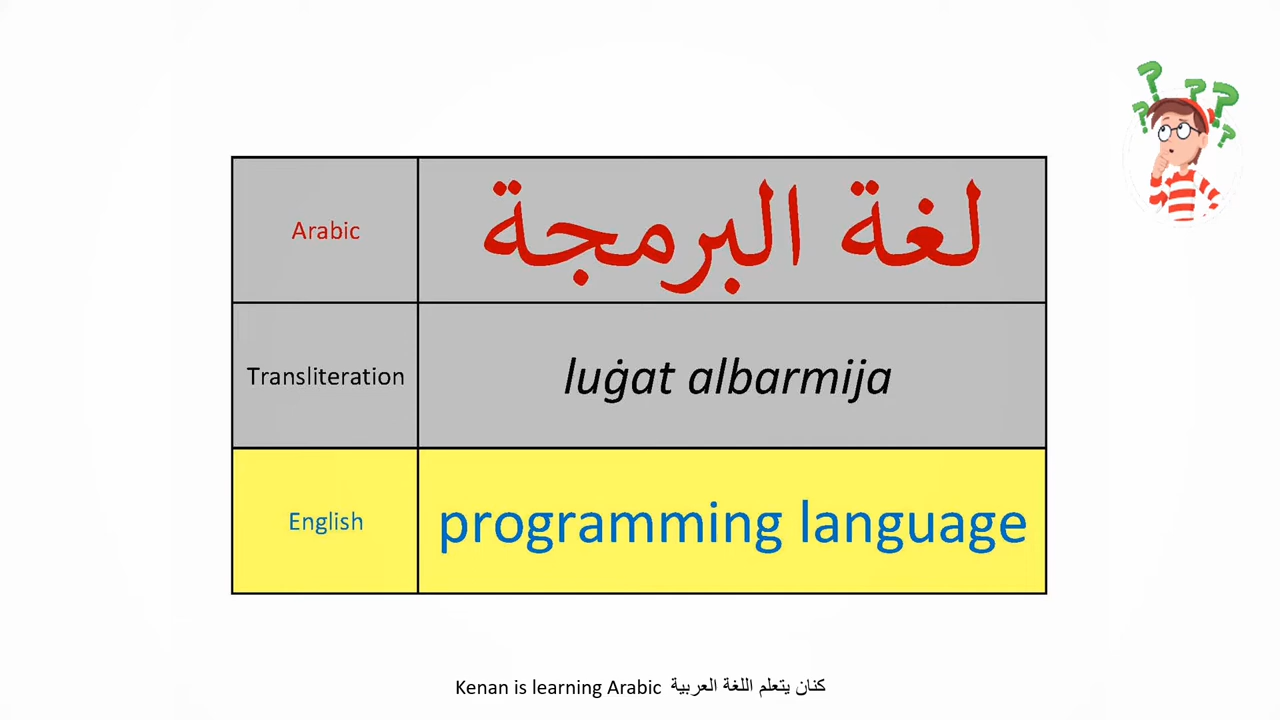 Arabic لغة البرمجة
Transliteration luġat albarmija
English programming language
Kenan is learning Arabic كنان يتعلم اللغة العربية